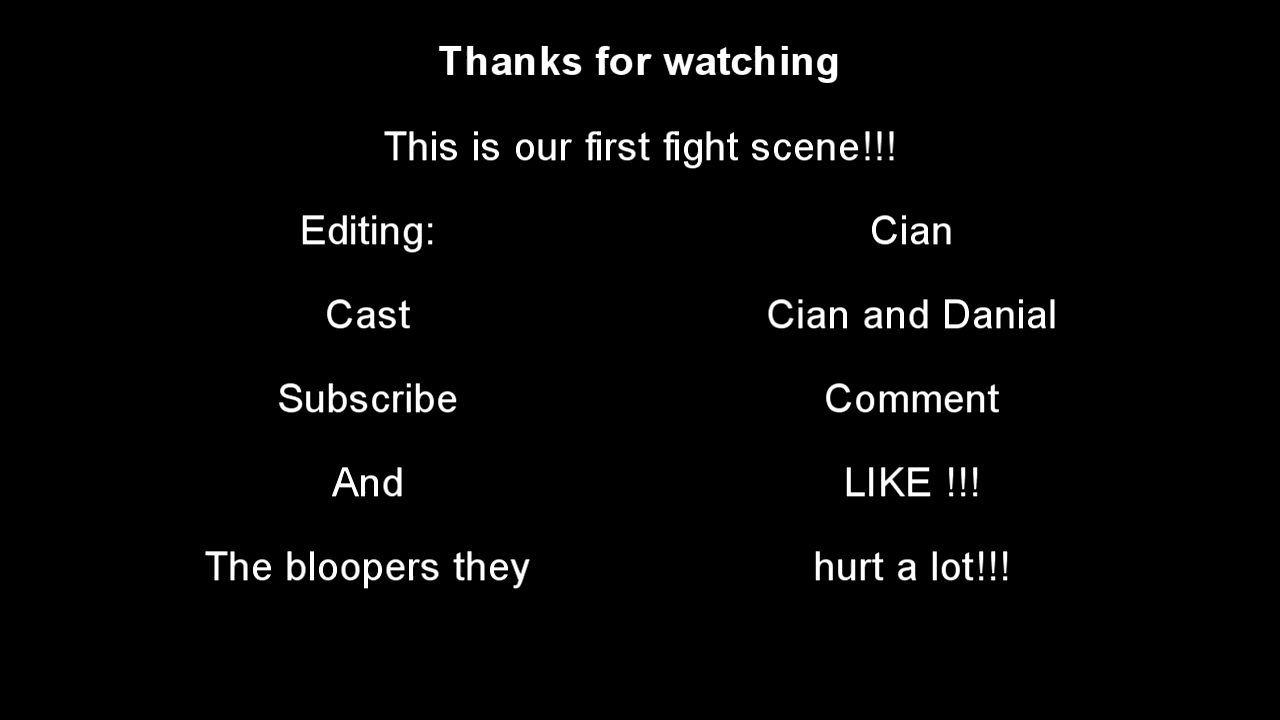 Thanks for watching
This is our first fight scene!!!
Editing: Cian
Cast Cian and Danial
Subscribe Comment
And LIKE !!!
The bloopers they hurt a lot!!!